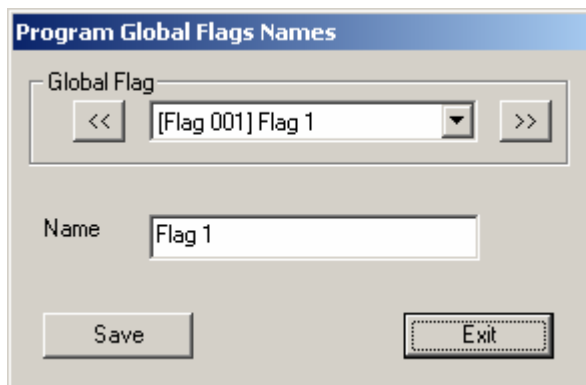 Program Global Flags Names
Global Flag
<< [Flag 001] Flag 1 >>
Name Flag 1
Save Exit